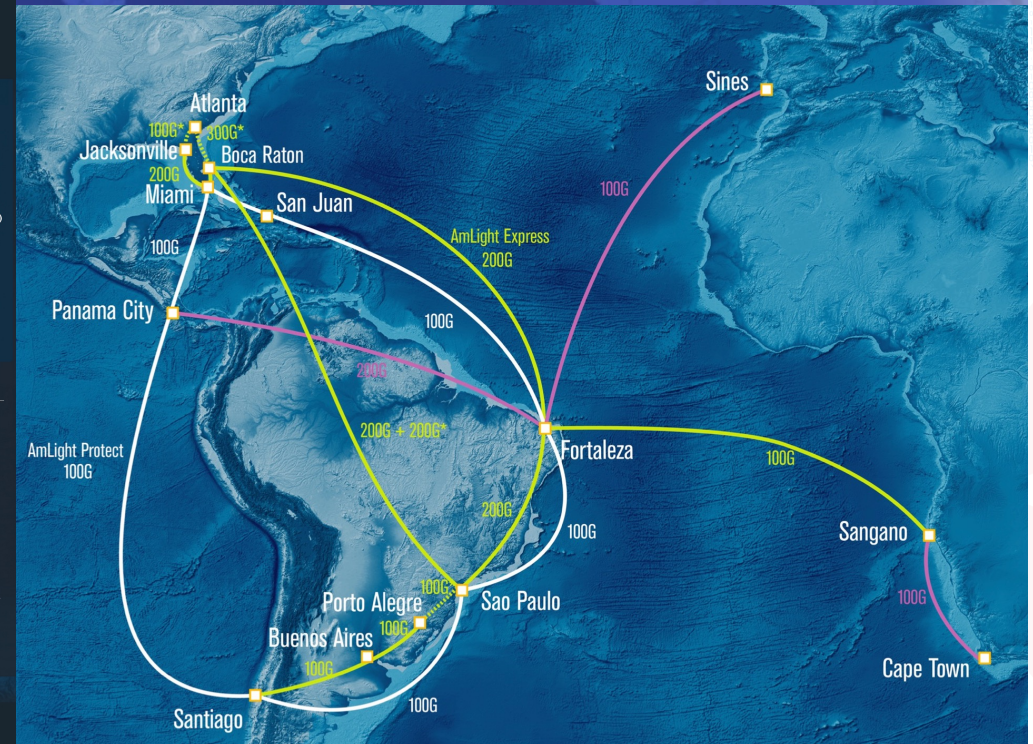 Sines
Atlanta
100G*
300G*
Jacksonville
Boca Raton
200G
Miami
San Juan
100G
100G
AmLight Express
200G
Panama City
100G
200G
200G + 200G*
AmLight Protect
100G
Fortaleza
100G
200G
100G
Sangano
100G
100G
Porto Alegre
Sao Paulo
100G
Buenos Aires
100G
Cape Town
100G
Santiago